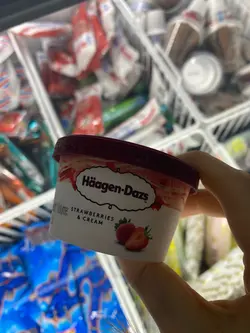 Häagen-Dazs
STRAWBERRIES
& CREAM